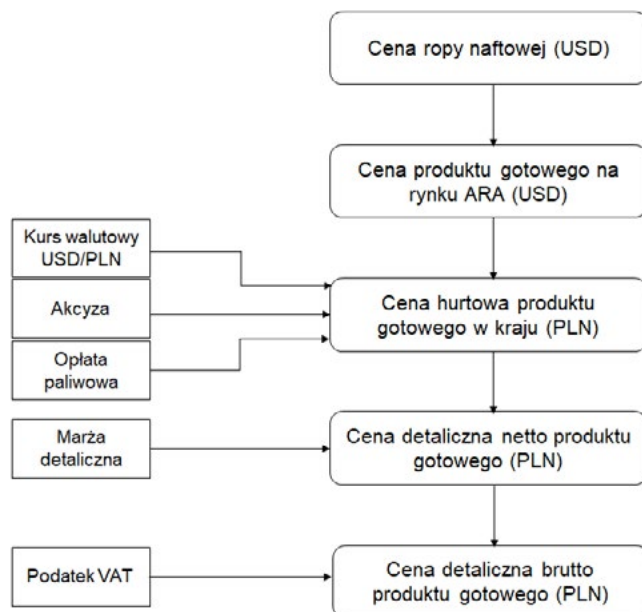 Cena ropy naftowej (USD)
Cena produktu gotowego na
rynku ARA (USD)
Kurs walutowy
USD/PLN
Akcyza
Opłata
paliwowa
Cena hurtowa produktu
gotowego w kraju (PLN)
Marża
detaliczna
Cena detaliczna netto produktu
gotowego (PLN)
Podatek VAT
Cena detaliczna brutto
produktu gotowego (PLN)